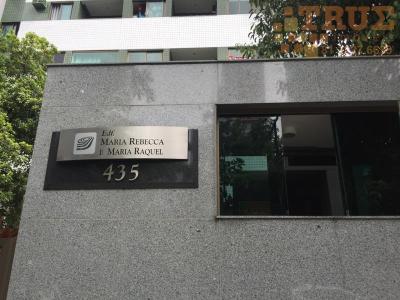 TRUE
Edf.
MARIA REBECCA
E MARIA RAQUEL
435